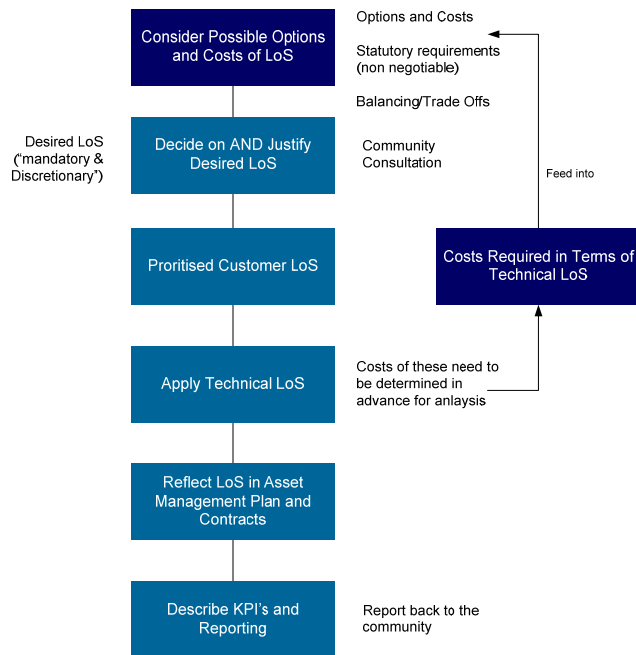 Options and Costs
Consider Possible Options
and Costs of LoS
Statutory requirements
(non negotiable)
Balancing/Trade Offs
Desired LoS
(“mandatory &
Discretionary”)
Decide on AND Justify
Desired LoS
Community
Consultation
Feed into
Proritised Customer LoS
Costs Required in Terms of
Technical LoS
Apply Technical LoS
Costs of these need to
be determined in
advance for anlaysis
Reflect LoS in Asset
Management Plan and
Contracts
Describe KPI's and
Reporting
Report back to the
community